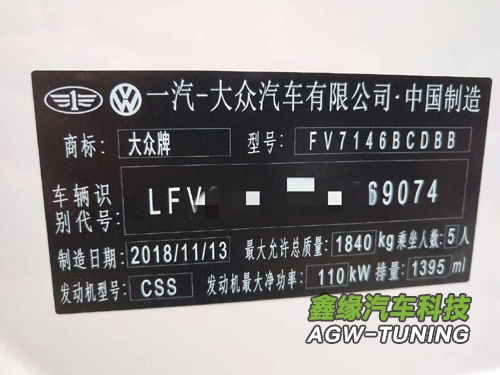 一汽-大众汽车有限公司·中国制造
商标: 大众牌 型号: FV7146BCDBB
车辆识别代号: LFV 69074
制造日期: 2018/11/13 最大允许总质量: 1840 kg 乘坐人数: 5 人
发动机型号: CSS 发动机最大净功率: 110 kW 排量: 1395 ml
鑫缘汽车科技
AGW-TUNING